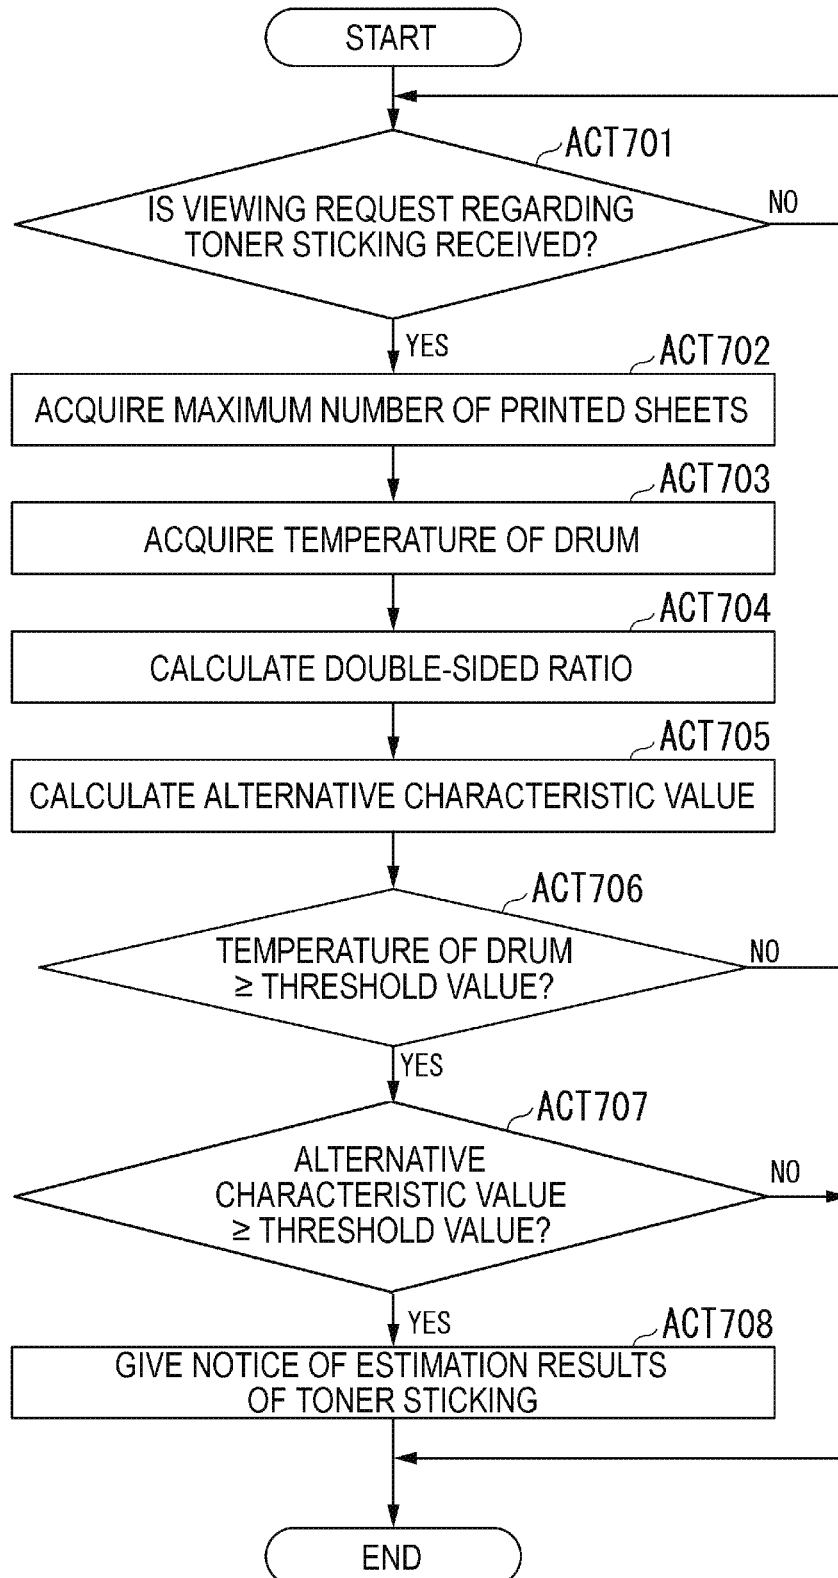 START
ACT701
IS VIEWING REQUEST REGARDING
TONER STICKING RECEIVED?
NO
YES
ACT702
ACQUIRE MAXIMUM NUMBER OF PRINTED SHEETS
ACT703
ACQUIRE TEMPERATURE OF DRUM
ACT704
CALCULATE DOUBLE-SIDED RATIO
ACT705
CALCULATE ALTERNATIVE CHARACTERISTIC VALUE
ACT706
TEMPERATURE OF DRUM
≥ THRESHOLD VALUE?
NO
YES
ACT707
ALTERNATIVE
CHARACTERISTIC VALUE
≥ THRESHOLD VALUE?
NO
YES
ACT708
GIVE NOTICE OF ESTIMATION RESULTS
OF TONER STICKING
END